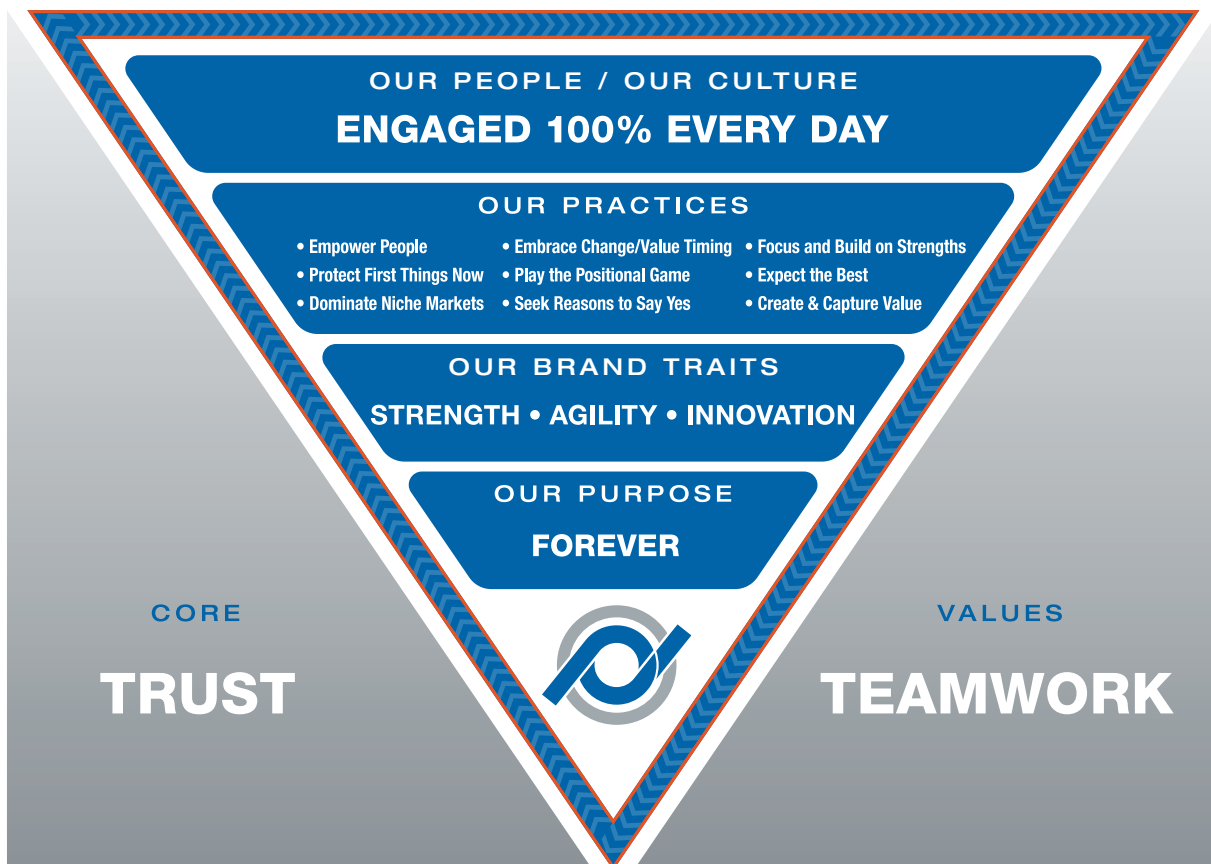 OUR PEOPLE / OUR CULTURE
ENGAGED 100% EVERY DAY
OUR PRACTICES
• Empower People
• Protect First Things Now
• Dominate Niche Markets
• Embrace Change/Value Timing
• Play the Positional Game
• Seek Reasons to Say Yes
• Focus and Build on Strengths
• Expect the Best
• Create & Capture Value
OUR BRAND TRAITS
STRENGTH • AGILITY • INNOVATION
OUR PURPOSE
FOREVER
CORE
TRUST
VALUES
TEAMWORK